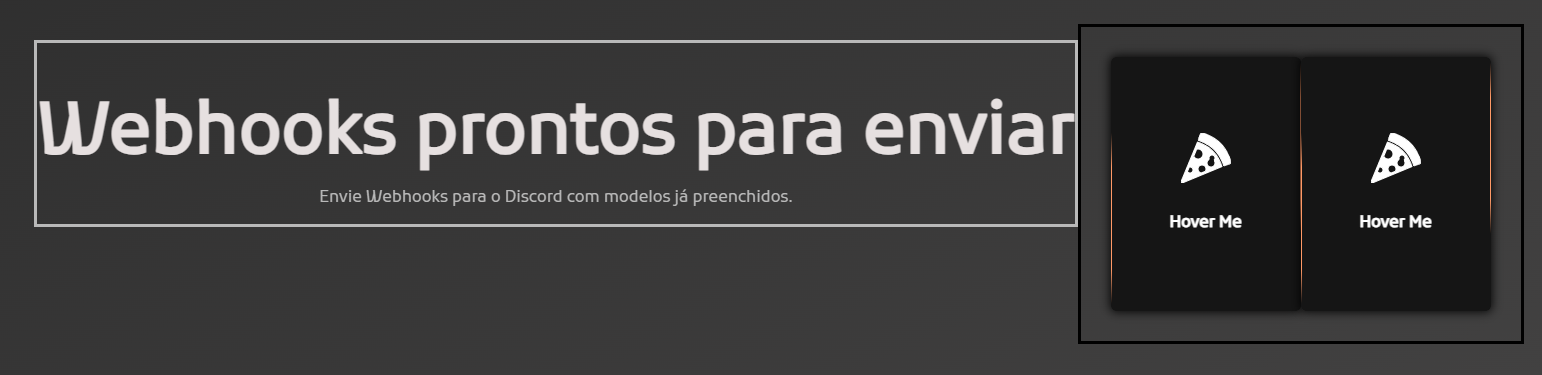 Webhooks prontos para enviar
Envie Webhooks para o Discord com modelos já preenchidos.
Hover Me
Hover Me